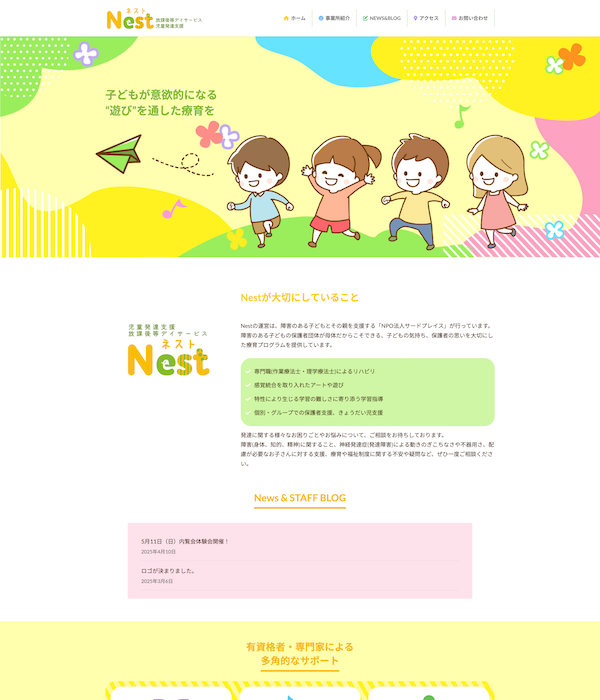 ネスト
Nest 放課後等デイサービス
児童発達支援
ホーム
事業所紹介
NEWS&BLOG
アクセス
お問い合わせ
子どもが意欲的になる
“遊び”を通した療育を
Nestが大切にしていること
児童発達支援
放課後等デイサービス
ネスト
Nest
Nestの運営は、障害のある子どもとその親を支援する「NPO法人サードプレイス」が行っています。
障害のある子どもの保護者団体が母体だからこそできる、子どもの気持ち、保護者の思いを大切にし
た療育プログラムを提供しています。
専門職(作業療法士・理学療法士)によるリハビリ
感覚統合を取り入れたアートや遊び
特性により生じる学習の難しさに寄り添う学習指導
個別・グループでの保護者支援、きょうだい児支援
発達に関する様々なお困りごとやお悩みについて、ご相談をお待ちしております。
障害(身体、知的、精神)に関すること、神経発達症(発達障害)による動きのぎこちなさや不器用さ、配
慮が必要なお子さんに対する支援、療育や福祉制度に関する不安や疑問など、ぜひ一度ご相談くださ
い。
News & STAFF BLOG
5月11日（日）内覧会体験会開催！
2025年4月10日
ロゴが決まりました。
2025年3月6日
有資格者・専門家による
多角的なサポート